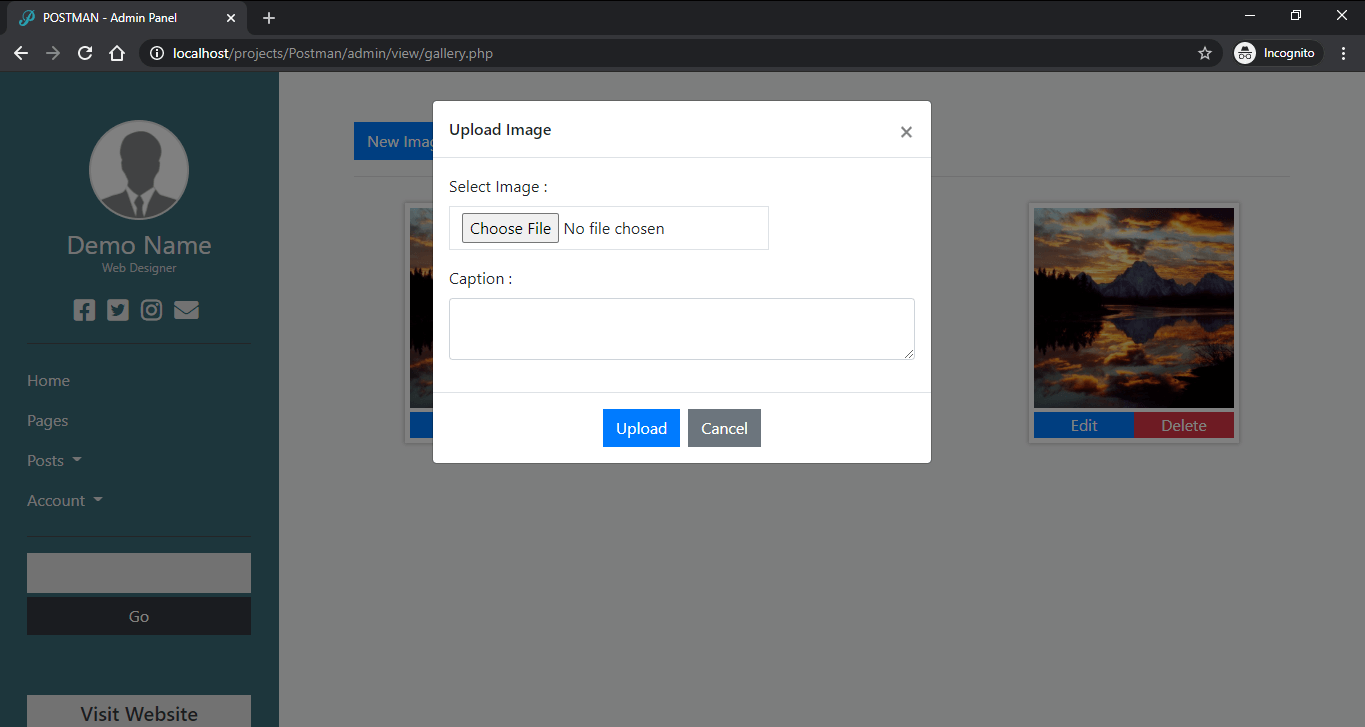 POSTMAN - Admin Panel
localhost/projects/Postman/admin/view/gallery.php
Incognito
Demo Name
Web Designer
Home
Pages
Posts
Account
Go
Visit Website
New Imag
Upload Image
×
Select Image :
Choose File No file chosen
Caption :
Upload Cancel
Edit Delete